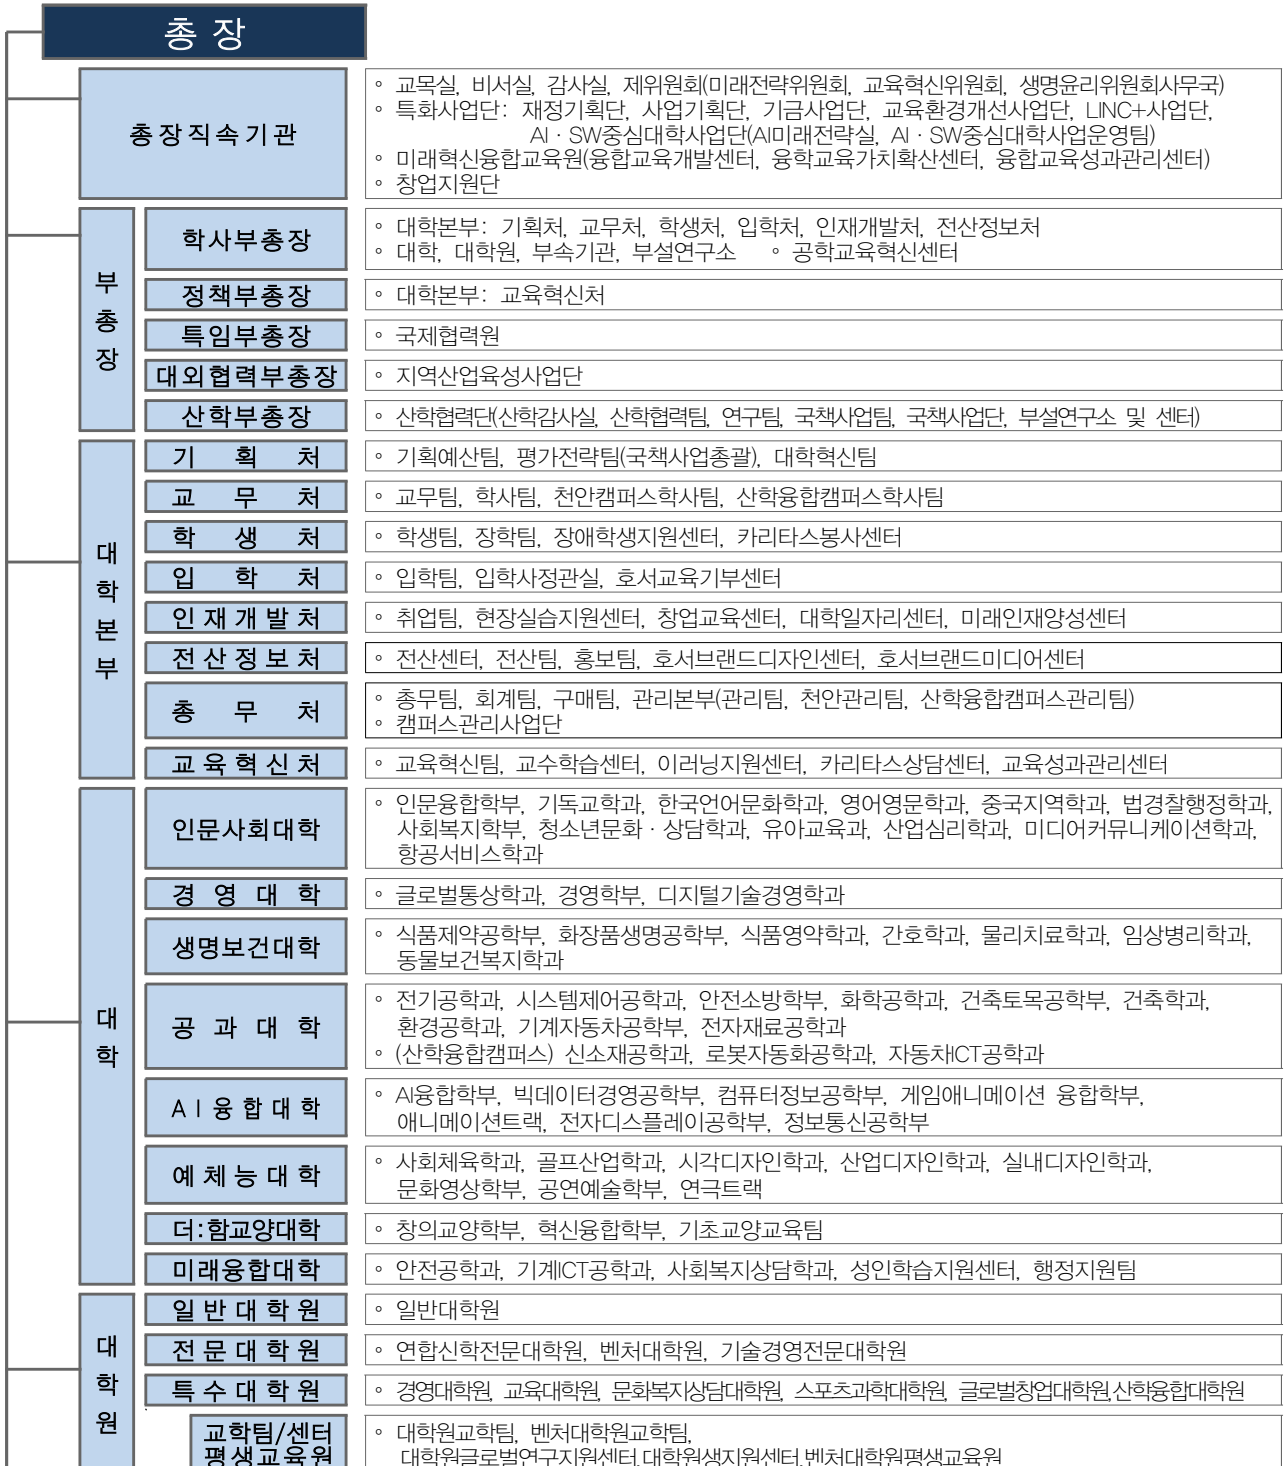 총 장
총장직속기관
◦ 교목실, 비서실, 감사실, 제위원회(미래전략위원회, 교육혁신위원회, 생명윤리위원회사무국)
◦ 특화사업단: 재정기획단, 사업기획단, 기금사업단, 교육환경개선사업단, LINC+사업단,
AI · SW중심대학사업단(AI미래전략실, AI · SW중심대학사업운영팀)
◦ 미래혁신융합교육원(융합교육개발센터, 융학교육가치확산센터, 융합교육성과관리센터)
◦ 창업지원단
부총장
학사부총장
◦ 대학본부: 기획처, 교무처, 학생처, 입학처, 인재개발처, 전산정보처
◦ 대학, 대학원, 부속기관, 부설연구소 ◦ 공학교육혁신센터
정책부총장
◦ 대학본부: 교육혁신처
특임부총장
◦ 국제협력원
대외협력부총장
◦ 지역산업육성사업단
산학부총장
◦ 산학협력단(산학감사실, 산학협력팀, 연구팀, 국책사업팀, 국책사업단, 부설연구소 및 센터)
대학본부
기 획 처
◦ 기획예산팀, 평가전략팀(국책사업총괄), 대학혁신팀
교 무 처
◦ 교무팀, 학사팀, 천안캠퍼스학사팀, 산학융합캠퍼스학사팀
학 생 처
◦ 학생팀, 장학팀, 장애학생지원센터, 카리타스봉사센터
입 학 처
◦ 입학팀, 입학사정관실, 호서교육기부센터
인 재 개 발 처
◦ 취업팀, 현장실습지원센터, 창업교육센터, 대학일자리센터, 미래인재양성센터
전 산 정 보 처
◦ 전산센터, 전산팀, 홍보팀, 호서브랜드디자인센터, 호서브랜드미디어센터
총 무 처
◦ 총무팀, 회계팀, 구매팀, 관리본부(관리팀, 천안관리팀, 산학융합캠퍼스관리팀)
◦ 캠퍼스관리사업단
교 육 혁 신 처
◦ 교육혁신팀, 교수학습센터, 이러닝지원센터, 카리타스상담센터, 교육성과관리센터
대학
인문사회대학
◦ 인문융합학부, 기독교학과, 한국언어문화학과, 영어영문학과, 중국지역학과, 법경찰행정학과,
사회복지학부, 청소년문화 · 상담학과, 유아교육과, 산업심리학과, 미디어커뮤니케이션학과,
항공서비스학과
경 영 대 학
◦ 글로벌통상학과, 경영학부, 디지털기술경영학과
생명보건대학
◦ 식품제약공학부, 화장품생명공학부, 식품영약학과, 간호학과, 물리치료학과, 임상병리학과,
동물보건복지학과
공 과 대 학
◦ 전기공학과, 시스템제어공학과, 안전소방학부, 화학공학과, 건축토목공학부, 건축학과,
환경공학과, 기계자동차공학부, 전자재료공학과
◦ (산학융합캠퍼스) 신소재공학과, 로봇자동화공학과, 자동차ICT공학과
AI융합대학
◦ AI융합학부, 빅데이터경영공학부, 컴퓨터정보공학부, 게임애니메이션 융합학부,
애니메이션트랙, 전자디스플레이공학부, 정보통신공학부
예체능대학
◦ 사회체육학과, 골프산업학과, 시각디자인학과, 산업디자인학과, 실내디자인학과,
문화영상학부, 공연예술학부, 연극트랙
더:함교양대학
◦ 창의교양학부, 혁신융합학부, 기초교양교육팀
미래융합대학
◦ 안전공학과, 기계ICT공학과, 사회복지상담학과, 성인학습지원센터, 행정지원팀
대학원
일 반 대 학 원
◦ 일반대학원
전 문 대 학 원
◦ 연합신학전문대학원, 벤처대학원, 기술경영전문대학원
특 수 대 학 원
◦ 경영대학원, 교육대학원, 문화복지상담대학원, 스포츠과학대학원, 글로벌창업대학원,산학융합대학원
교학팀/센터
평생교육원
◦ 대학원교학팀, 벤처대학원교학팀,
대학원글로벌연구지원센터,대학원생지원센터,벤처대학원평생교육원